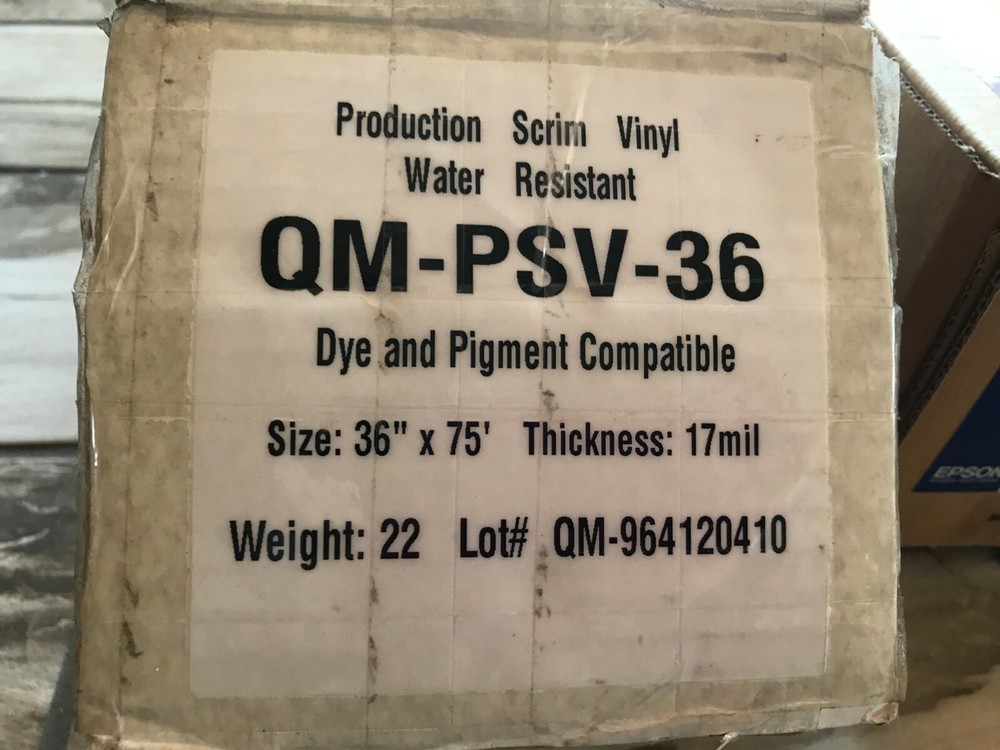 Production Scrim Vinyl
Water Resistant
QM-PSV-36
Dye and Pigment Compatible
Size: 36" x 75' Thickness: 17mil
Weight: 22 Lot# QM-964120410
EPSON